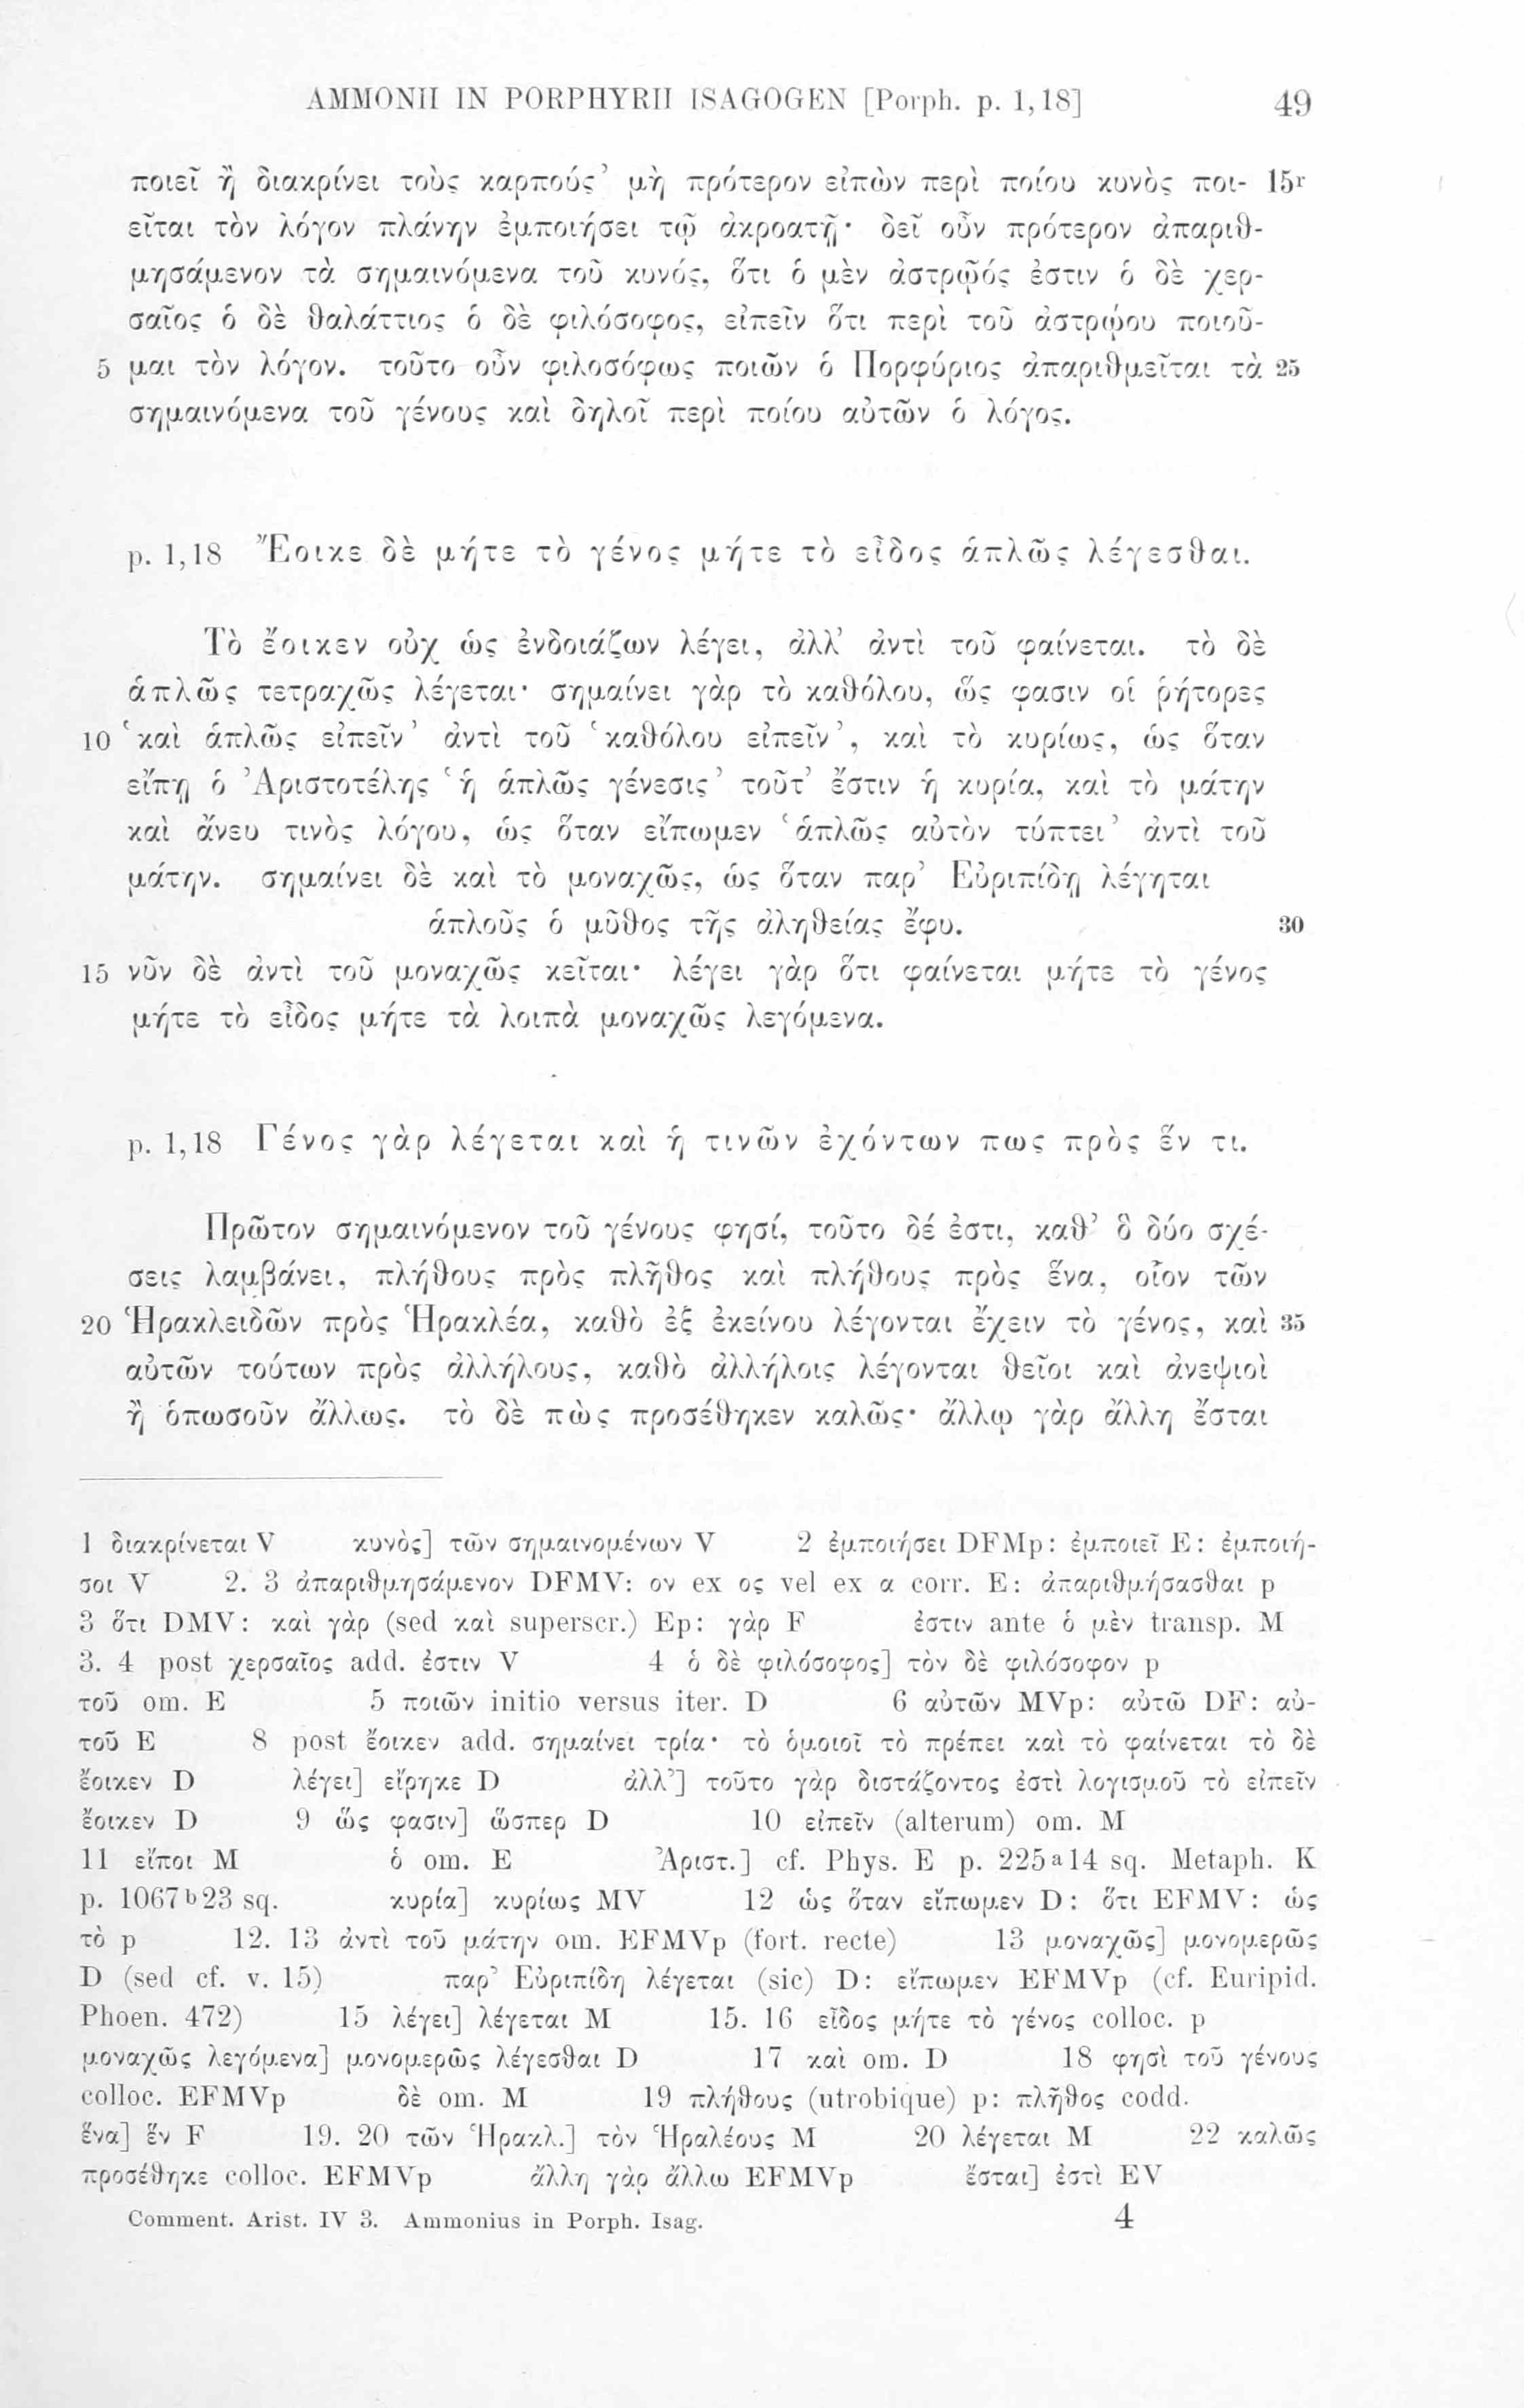 AMMONII IN PORPHYRII ISAGOGEN [Porph. p. 1,18] 49
ποιεῖ ἢ διακρίνει τοὺς καρπούς’ μὴ πρότερον εἰπὼν περὶ ποίου κυνὸς ποι- 15r
εῖται τὸν λόγον πλάνην ἐμποιήσει τῷ ἀκροατῇ· δεῖ οὖν πρότερον ἀπαριθ-
μησάμενον τὰ σημαινόμενα τοῦ κυνός, ὅτι ὁ μὲν ἀστρῷός ἐστιν ὁ δὲ χερ-
σαῖος ὁ δὲ θαλάττιος ὁ δὲ φιλόσοφος, εἰπεῖν ὅτι περὶ τοῦ ἀστρῴου ποιοῦ-
5 μαι τὸν λόγον. τοῦτο οὖν φιλοσόφως ποιῶν ὁ Πορφύριος ἀπαριθμεῖται τὰ 25
σημαινόμενα τοῦ γένους καὶ δηλοῖ περὶ ποίου αὐτῶν ὁ λόγος.
p. 1,18 Ἔοικε δὲ μήτε τὸ γένος μήτε τὸ εἶδος ἁπλῶς λέγεσθαι.
Τὸ ἔοικεν οὐχ ὡς ἐνδοιάζων λέγει, ἀλλ’ ἀντὶ τοῦ φαίνεται. τὸ δὲ
ἁπλῶς τετραχῶς λέγεται· σημαίνει γὰρ τὸ καθόλου, ὥς φασιν οἱ ῥήτορες
10 ‘καὶ ἁπλῶς εἰπεῖν’ ἀντὶ τοῦ ‘καθόλου εἰπεῖν’, καὶ τὸ κυρίως, ὡς ὅταν
εἴπῃ ὁ Ἀριστοτέλης ‘ἡ ἁπλῶς γένεσις’ τοῦτ’ ἔστιν ἡ κυρία, καὶ τὸ μάτην
καὶ ἄνευ τινὸς λόγου, ὡς ὅταν εἴπωμεν ‘ἁπλῶς αὐτὸν τύπτει’ ἀντὶ τοῦ
μάτην. σημαίνει δὲ καὶ τὸ μοναχῶς, ὡς ὅταν παρ’ Εὐριπίδῃ λέγηται
ἁπλοῦς ὁ μῦθος τῆς ἀληθείας ἔφυ. 30
15 νῦν δὲ ἀντὶ τοῦ μοναχῶς κεῖται· λέγει γὰρ ὅτι φαίνεται μήτε τὸ γένος
μήτε τὸ εἶδος μήτε τὰ λοιπὰ μοναχῶς λεγόμενα.
p. 1,18 Γένος γὰρ λέγεται καὶ ἡ τινῶν ἐχόντων πως πρὸς ἕν τι.
Πρῶτον σημαινόμενον τοῦ γένους φησί, τοῦτο δέ ἐστι, καθ’ ὃ δύο σχέ-
σεις λαμβάνει, πλήθους πρὸς πλῆθος καὶ πλήθους πρὸς ἕνα, οἷον τῶν
20 Ἡρακλειδῶν πρὸς Ἡρακλέα, καθὸ ἐξ ἐκείνου λέγονται ἔχειν τὸ γένος, καὶ 35
αὐτῶν τούτων πρὸς ἀλλήλους, καθὸ ἀλλήλοις λέγονται θεῖοι καὶ ἀνεψιοὶ
ἢ ὁπωσοῦν ἄλλως. τὸ δὲ πὼς προσέθηκεν καλῶς· ἄλλῳ γὰρ ἄλλη ἔσται
1 διακρίνεται V κυνὸς] τῶν σημαινομένων V 2 ἐμποιήσει DFMp: ἐμποιεῖ E: ἐμποιή-
σοι V 2. 3 ἀπαριθμησάμενον DFMV: ον ex ος vel ex α corr. E: ἀπαριθμήσασθαι p
3 ὅτι DMV: καὶ γὰρ (sed καὶ superscr.) Ep: γὰρ F ἐστιν ante ὁ μὲν transp. M
3. 4 post χερσαῖος add. ἐστιν V 4 ὁ δὲ φιλόσοφος] τὸν δὲ φιλόσοφον p
τοῦ om. E 5 ποιῶν initio versus iter. D 6 αὐτῶν MVp: αὐτῶ DF: αὐ-
τοῦ E 8 post ἔοικεν add. σημαίνει τρία· τὸ ὁμοιοῖ τὸ πρέπει καὶ τὸ φαίνεται τὸ δὲ
ἔοικεν D λέγει] εἴρηκε D ἀλλ’] τοῦτο γὰρ διστάζοντος ἐστὶ λογισμοῦ τὸ εἰπεῖν
ἔοικεν D 9 ὥς φασιν] ὥσπερ D 10 εἰπεῖν (alterum) om. M
11 εἴποι M ὁ om. E Ἀριστ.] cf. Phys. E p. 225a14 sq. Metaph. K
p. 1067b23 sq. κυρία] κυρίως MV 12 ὡς ὅταν εἴπωμεν D: ὅτι EFMV: ὡς
τὸ p 12. 13 ἀντὶ τοῦ μάτην om. EFMVp (fort. recte) 13 μοναχῶς] μονομερῶς
D (sed cf. v. 15) παρ’ Εὐριπίδη λέγεται (sic) D: εἴπωμεν EFMVp (cf. Euripid.
Phoen. 472) 15 λέγει] λέγεται M 15. 16 εἶδος μήτε τὸ γένος colloc. p
μοναχῶς λεγόμενα] μονομερῶς λέγεσθαι D 17 καὶ om. D 18 φησὶ τοῦ γένους
colloc. EFMVp δὲ om. M 19 πλήθους (utrobique) p: πλῆθος codd.
ἕνα] ἓν F 19. 20 τῶν Ἡρακλ.] τὸν Ἡραλέους M 20 λέγεται M 22 καλῶς
προσέθηκε colloc. EFMVp ἄλλη γὰρ ἄλλω EFMVp ἔσται] ἐστὶ EV
Comment. Arist. IV 3. Ammonius in Porph. Isag. 4